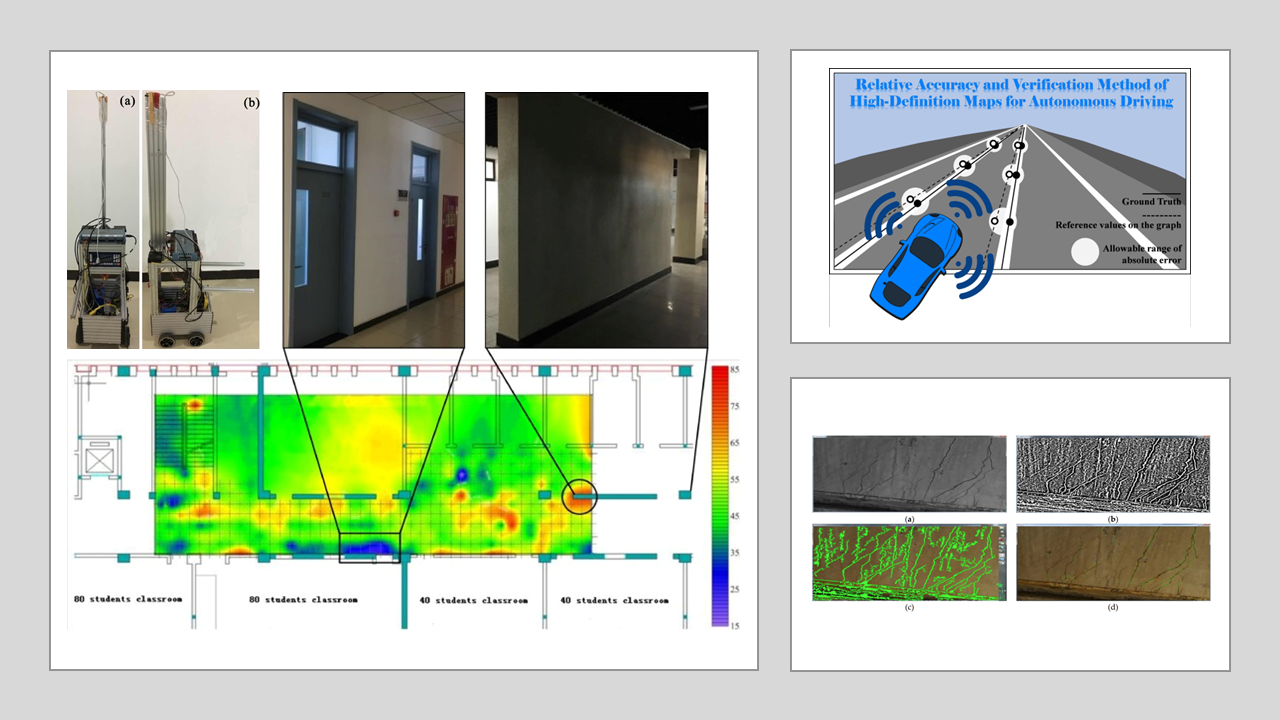 (a)
(b)
85
75
65
55
45
35
25
15
80 students classroom
80 students classroom
40 students classroom
40 students classroom
Relative Accuracy and Verification Method of
High-Definition Maps for Autonomous Driving
Ground Truth
Reference values on the graph
Allowable range of
absolute error
(a)
(b)
(c)
(d)